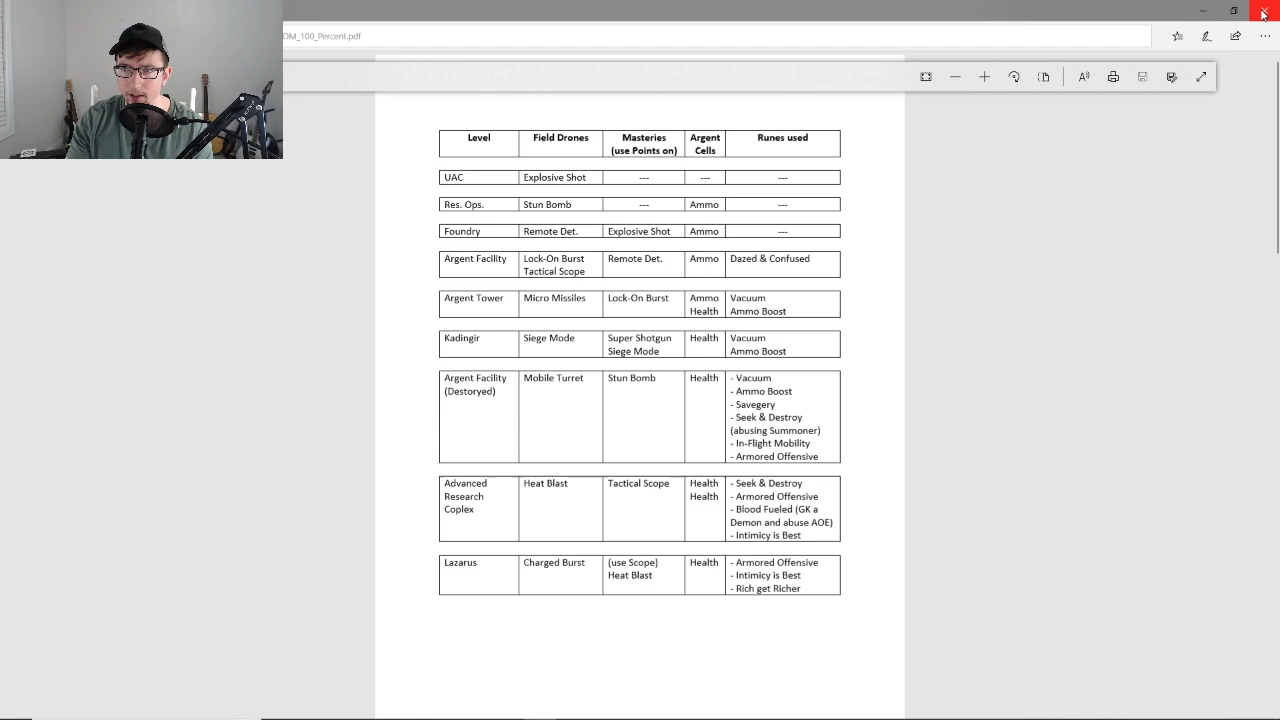 OM_100_Percent.pdf
Level Field Drones Masteries (use Points on) Argent Cells Runes used
UAC Explosive Shot --- --- ---
Res. Ops. Stun Bomb --- Ammo ---
Foundry Remote Det. Explosive Shot Ammo ---
Argent Facility Lock-On Burst Remote Det. Ammo Dazed & Confused
Tactical Scope
Argent Tower Micro Missiles Lock-On Burst Ammo Vacuum
Health Ammo Boost
Kadingir Siege Mode Super Shotgun Health Vacuum
Siege Mode Ammo Boost
Argent Facility Mobile Turret Stun Bomb Health - Vacuum
(Destoryed) - Ammo Boost
- Savegery
- Seek & Destroy
(abusing Summoner)
- In-Flight Mobility
- Armored Offensive
Advanced Heat Blast Tactical Scope Health - Seek & Destroy
Research Health - Armored Offensive
Coplex - Blood Fueled (GK a
Demon and abuse AOE)
- Intimicy is Best
Lazarus Charged Burst (use Scope) Health - Armored Offensive
Heat Blast - Intimicy is Best
- Rich get Richer